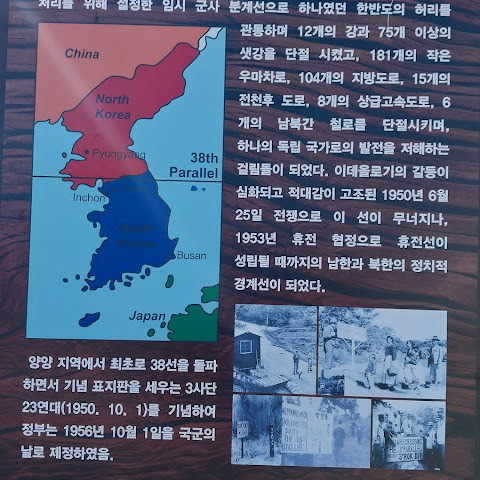 처리를 위해 설정한 임시 군사 분계선으로 하나였던 한반도의 허리를
관통하며 12개의 강과 75개 이상의
샛강을 단절 시켰고, 181개의 작은
우마차로, 104개의 지방도로, 15개의
전천후 도로, 8개의 상급고속도로, 6
개의 남북간 철로를 단절시키며,
하나의 독립 국가로의 발전을 저해하는
걸림돌이 되었다. 이데올로기의 갈등이
심화되고 적대감이 고조된 1950년 6월
25일 전쟁으로 이 선이 무너지나,
1953년 휴전 협정으로 휴전선이
성립될 때까지의 남한과 북한의 정치적
경계선이 되었다.
China
North
Korea
Pyongyang
38th
Parallel
Inchon
South
Korea
Busan
Japan
양양 지역에서 최초로 38선을 돌파
하면서 기념 표지판을 세우는 3사단
23연대(1950. 10. 1)를 기념하여
정부는 1956년 10월 1일을 국군의
날로 제정하였음.